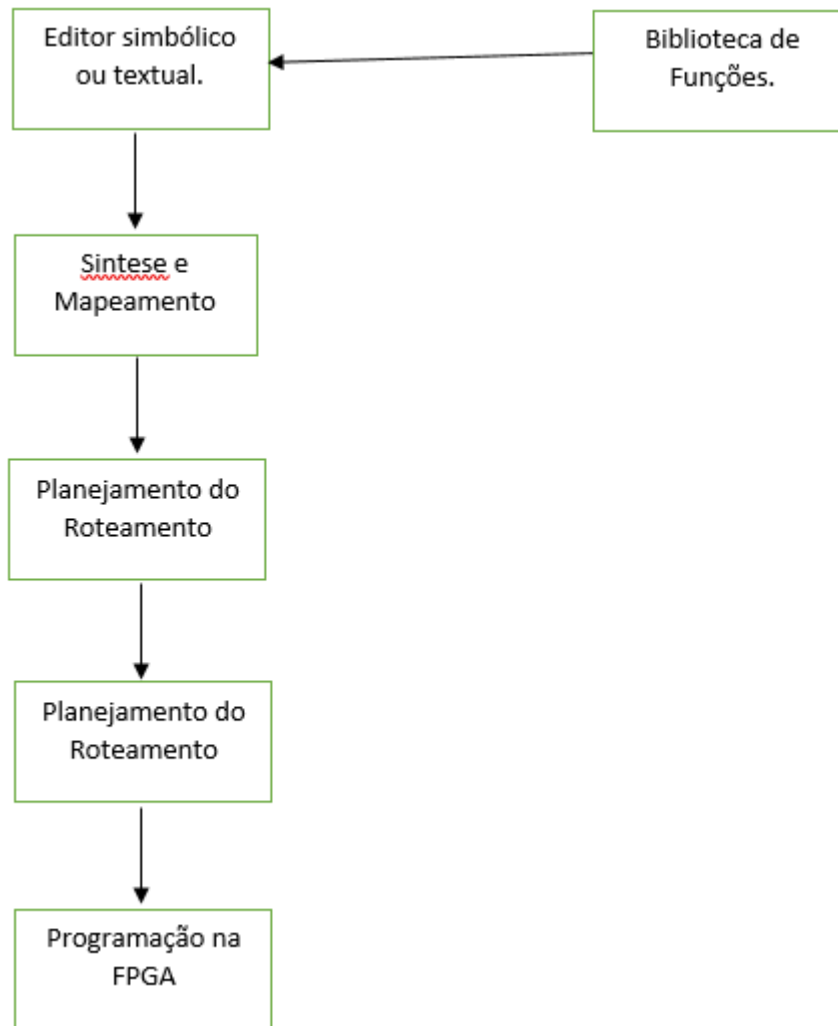 Editor simbólico
ou textual.
Biblioteca de
Funções.
Sintese e
Mapeamento
Planejamento do
Roteamento
Planejamento do
Roteamento
Programação na
FPGA